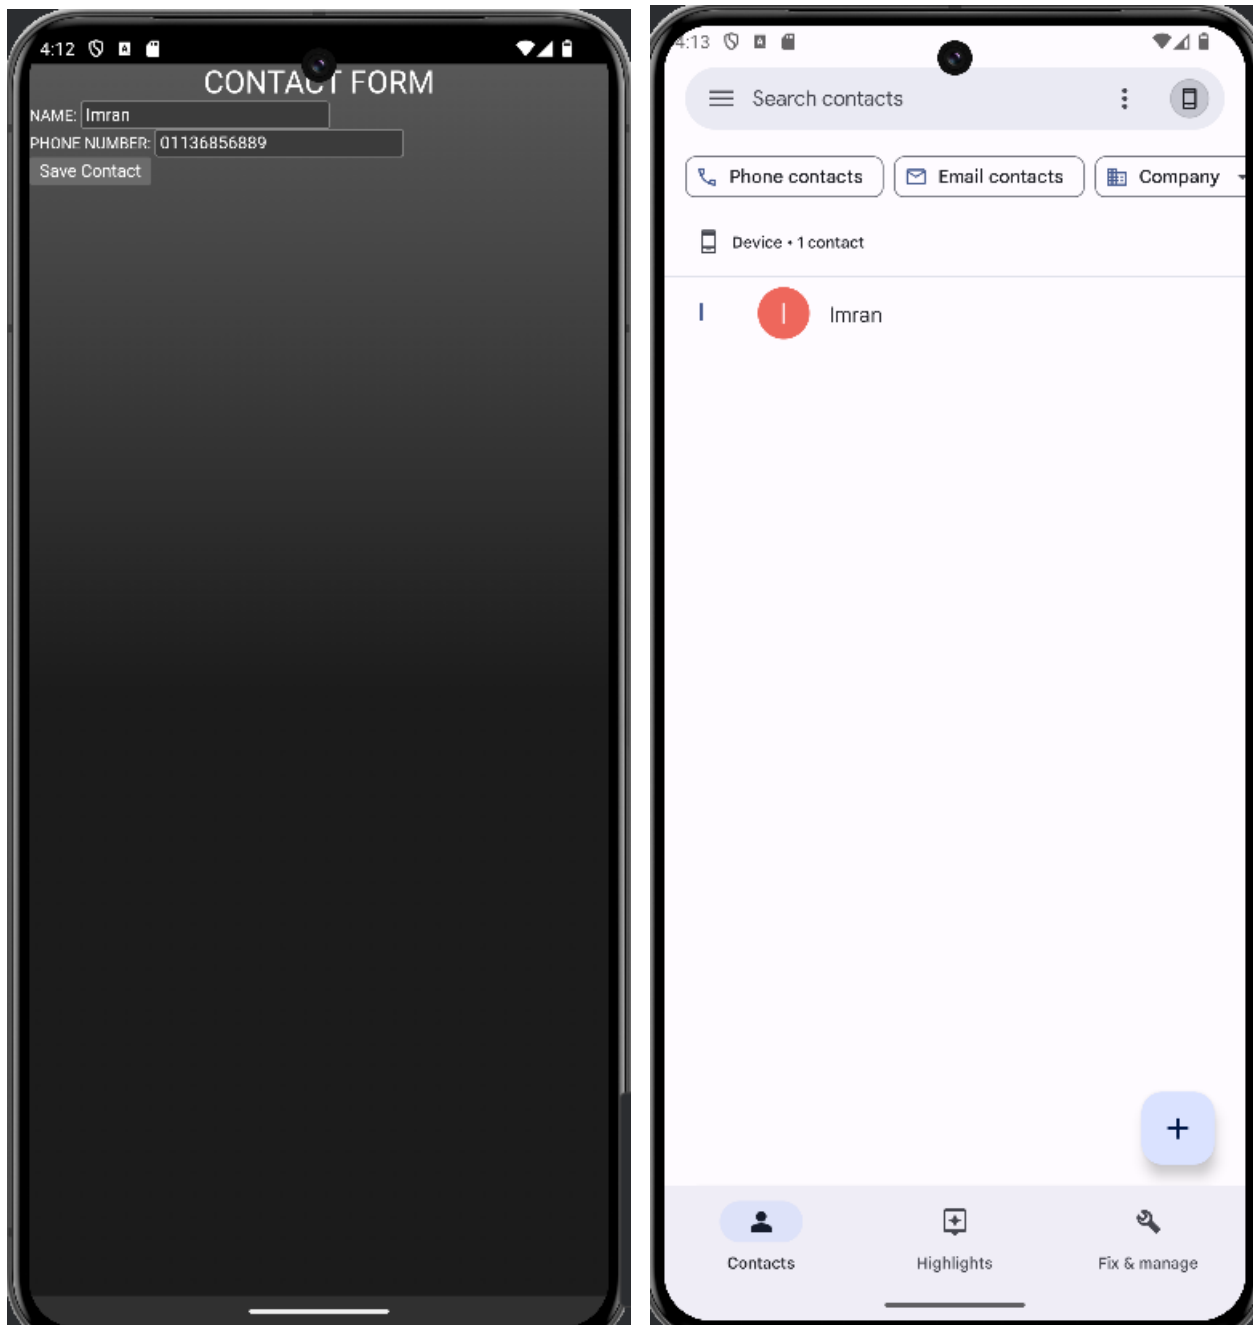 4:12
CONTACT FORM
NAME: Imran
PHONE NUMBER: 01136856889
Save Contact
4:13
Search contacts
Phone contacts
Email contacts
Company
Device • 1 contact
I
I
Imran
Contacts
Highlights
Fix & manage